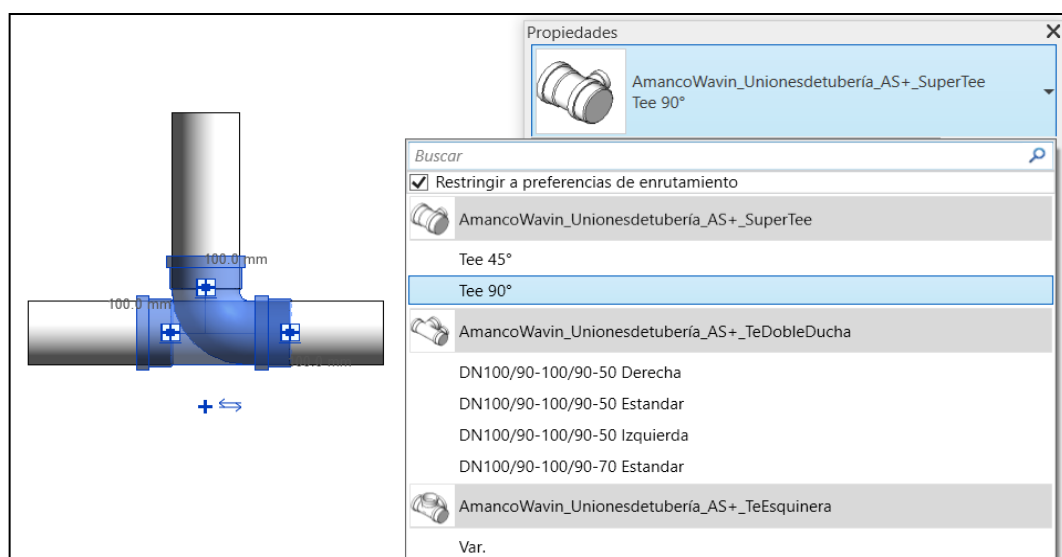 Propiedades
AmancoWavin_Unionesdetubería_AS+_SuperTee
Tee 90°
Buscar
Restringir a preferencias de enrutamiento
AmancoWavin_Unionesdetubería_AS+_SuperTee
Tee 45°
Tee 90°
AmancoWavin_Unionesdetubería_AS+_TeDobleDucha
DN100/90-100/90-50 Derecha
DN100/90-100/90-50 Estandar
DN100/90-100/90-50 Izquierda
DN100/90-100/90-70 Estandar
AmancoWavin_Unionesdetubería_AS+_TeEsquinera
Var.
100.0 mm
100.0 mm
mm